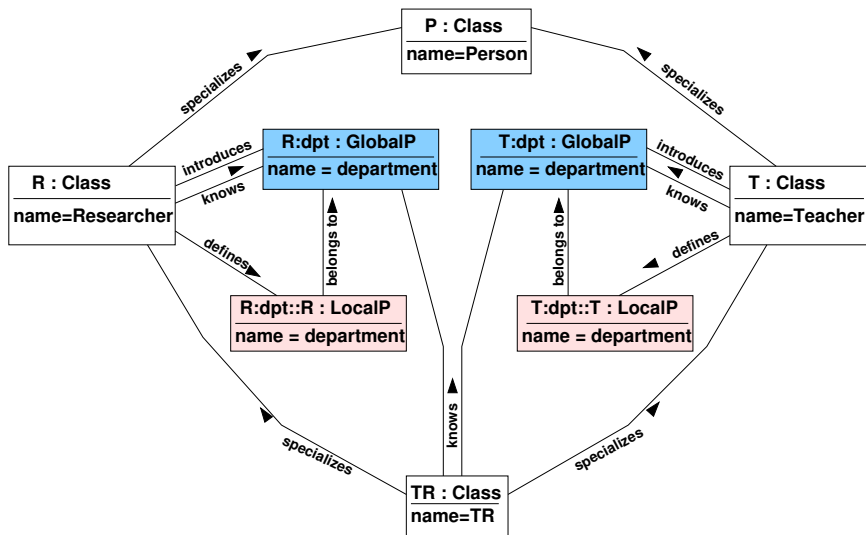 P : Class
name=Person
specializes
specializes
R:dpt : GlobalP
name = department
T:dpt : GlobalP
name = department
introduces
knows
introduces
knows
R : Class
name=Researcher
T : Class
name=Teacher
defines
belongs to
belongs to
defines
R:dpt::R : LocalP
name = department
T:dpt::T : LocalP
name = department
knows
specializes
specializes
TR : Class
name=TR